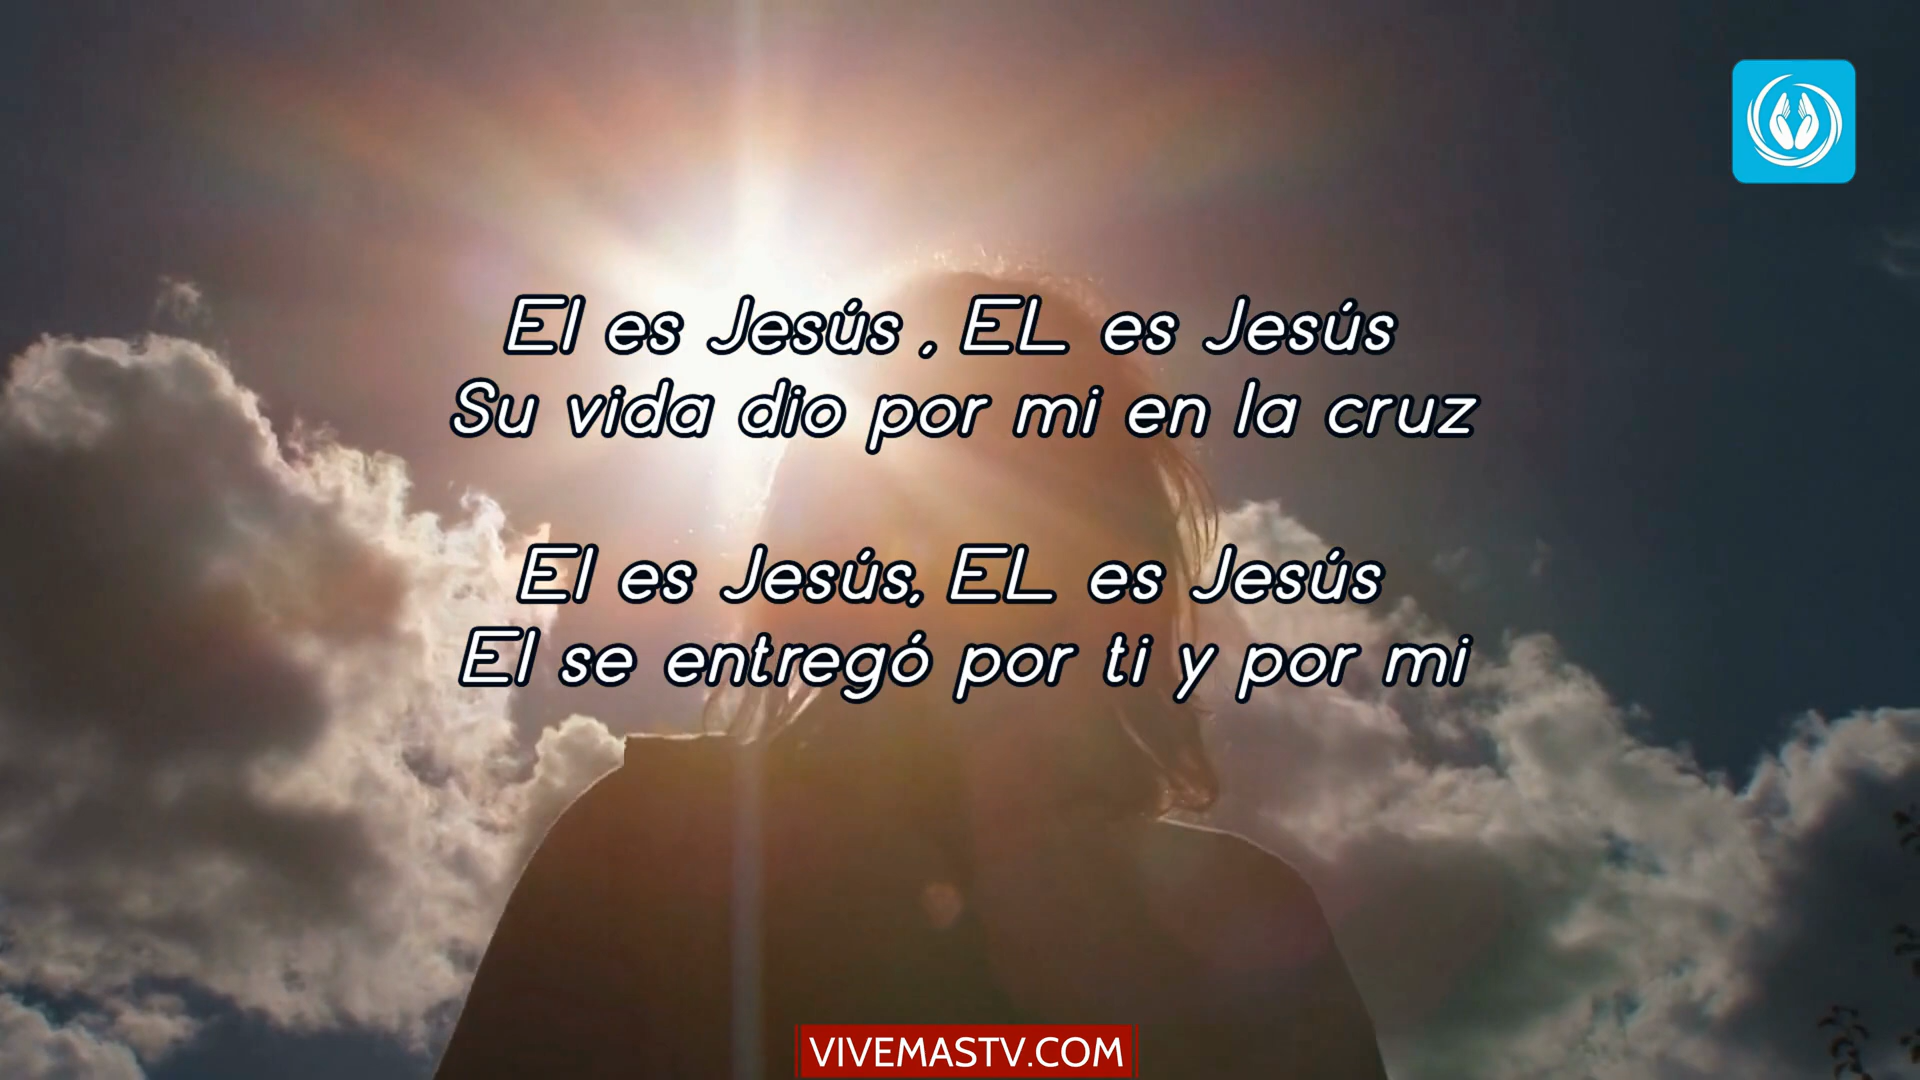 El es Jesús , EL es Jesús
Su vida dio por mi en la cruz
El es Jesús, EL es Jesús
El se entregó por ti y por mi
VIVEMASTV.COM